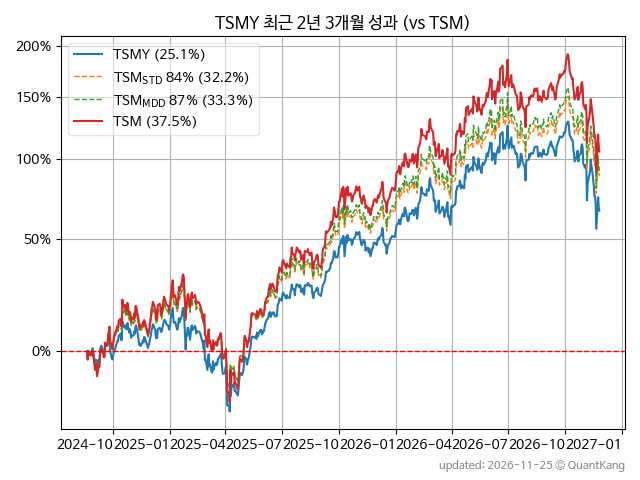 TSMY 최근 2년 3개월 성과 (vs TSM)
200%
150%
100%
50%
0%
TSMY (25.1%)
TSM_STD 84% (32.2%)
TSM_MDD 87% (33.3%)
TSM (37.5%)
2024-10 2025-01 2025-04 2025-07 2025-10 2026-01 2026-04 2026-07 2026-10 2027-01
updated: 2026-11-25 © QuantKang